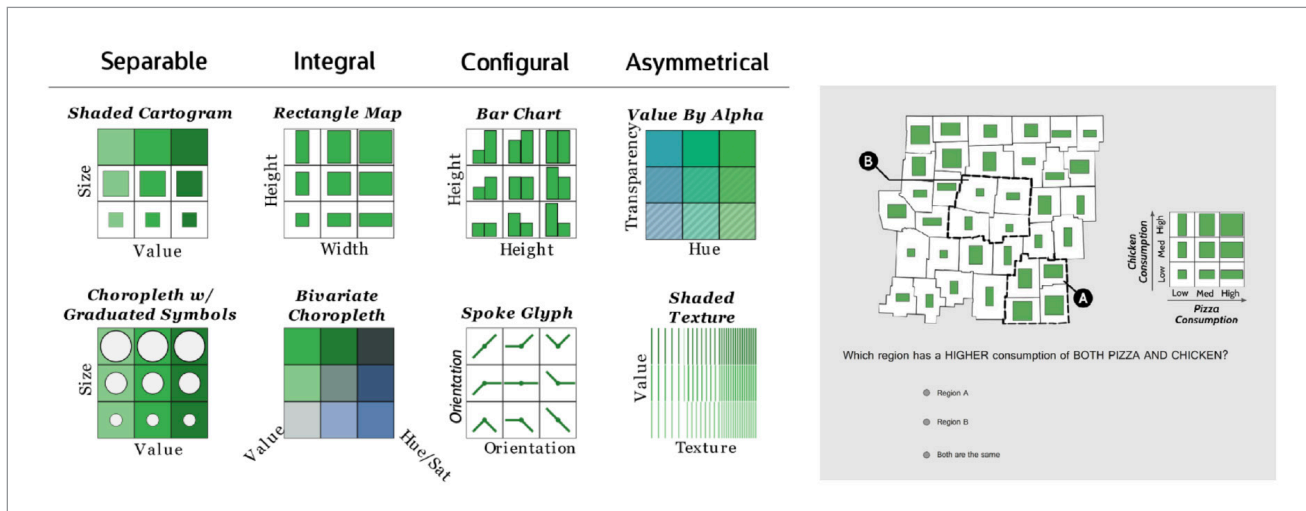 Separable
Integral
Configural
Asymmetrical
Shaded Cartogram
Size
Value
Rectangle Map
Height
Width
Bar Chart
Height
Height
Value By Alpha
Transparency
Hue
Choropleth w/
Graduated Symbols
Size
Value
Bivariate
Choropleth
Value
Hue/Sat
Spoke Glyph
Orientation
Orientation
Shaded
Texture
Value
Texture
B
A
Chicken
Consumption
High
Med
Low
Low Med High
Pizza
Consumption
Which region has a HIGHER consumption of BOTH PIZZA AND CHICKEN?
Region A
Region B
Both are the same